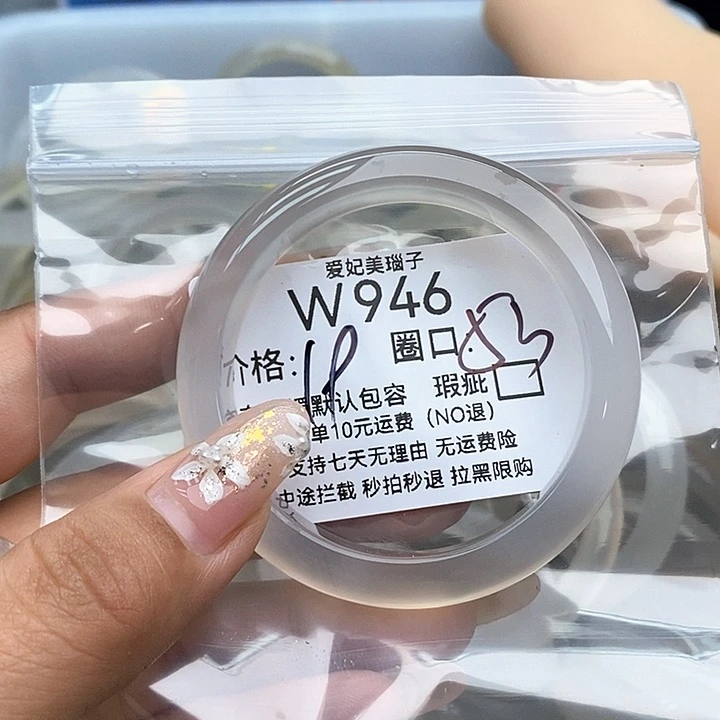 爱妃美瑙子
W946
圈口
价格:
瑕疵
默认包容
单10元运费（NO退）
支持七天无理由 无运费险
中途拦截 秒拍秒退 拉黑限购